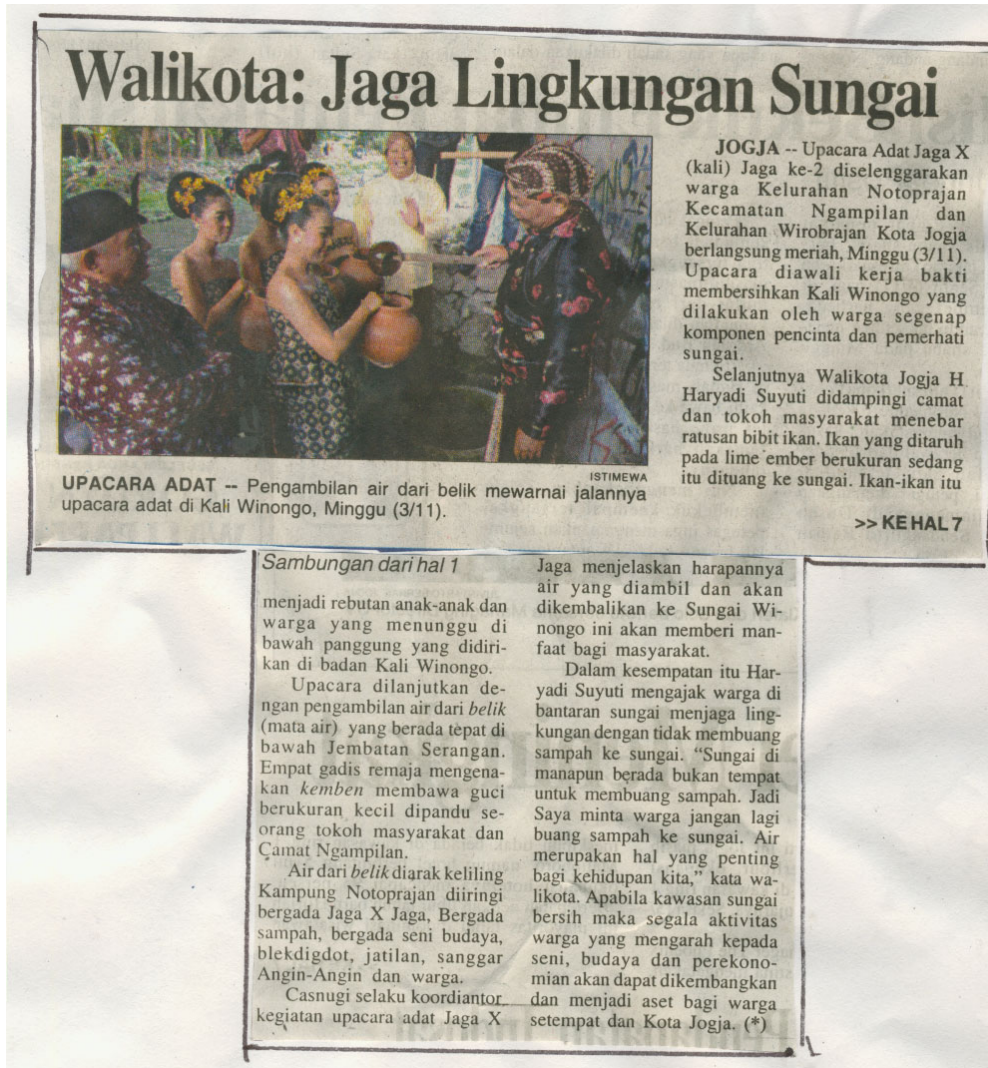 Walikota: Jaga Lingkungan Sungai
ISTIMEWA
UPACARA ADAT -- Pengambilan air dari belik mewarnai jalannya
upacara adat di Kali Winongo, Minggu (3/11).
JOGJA -- Upacara Adat Jaga X
(kali) Jaga ke-2 diselenggarakan
warga Kelurahan Notoprajan
Kecamatan Ngampilan dan
Kelurahan Wirobrajan Kota Jogja
berlangsung meriah, Minggu (3/11).
Upacara diawali kerja bakti
membersihkan Kali Winongo yang
dilakukan oleh warga segenap
komponen pencinta dan pemerhati
sungai.
Selanjutnya Walikota Jogja H
Haryadi Suyuti didampingi camat
dan tokoh masyarakat menebar
ratusan bibit ikan. Ikan yang ditaruh
pada lime ember berukuran sedang
itu dituang ke sungai. Ikan-ikan itu
>> KE HAL 7
Sambungan dari hal 1
menjadi rebutan anak-anak dan
warga yang menunggu di
bawah panggung yang didiri-
kan di badan Kali Winongo.
Upacara dilanjutkan de-
ngan pengambilan air dari belik
(mata air) yang berada tepat di
bawah Jembatan Serangan.
Empat gadis remaja mengena-
kan kemben membawa guci
berukuran kecil dipandu se-
orang tokoh masyarakat dan
Camat Ngampilan.
Air dari belik diarak keliling
Kampung Notoprajan diiringi
bergada Jaga X Jaga, Bergada
sampah, bergada seni budaya,
blekdigdot, jatilan, sanggar
Angin-Angin dan warga.
Casnugi selaku koordiantor
kegiatan upacara adat Jaga X
Jaga menjelaskan harapannya
air yang diambil dan akan
dikembalikan ke Sungai Wi-
nongo ini akan memberi man-
faat bagi masyarakat.
Dalam kesempatan itu Har-
yadi Suyuti mengajak warga di
bantaran sungai menjaga ling-
kungan dengan tidak membuang
sampah ke sungai. “Sungai di
manapun berada bukan tempat
untuk membuang sampah. Jadi
Saya minta warga jangan lagi
buang sampah ke sungai. Air
merupakan hal yang penting
bagi kehidupan kita,” kata wa-
likota. Apabila kawasan sungai
bersih maka segala aktivitas
warga yang mengarah kepada
seni, budaya dan perekono-
mian akan dapat dikembangkan
dan menjadi aset bagi warga
setempat dan Kota Jogja. (*)